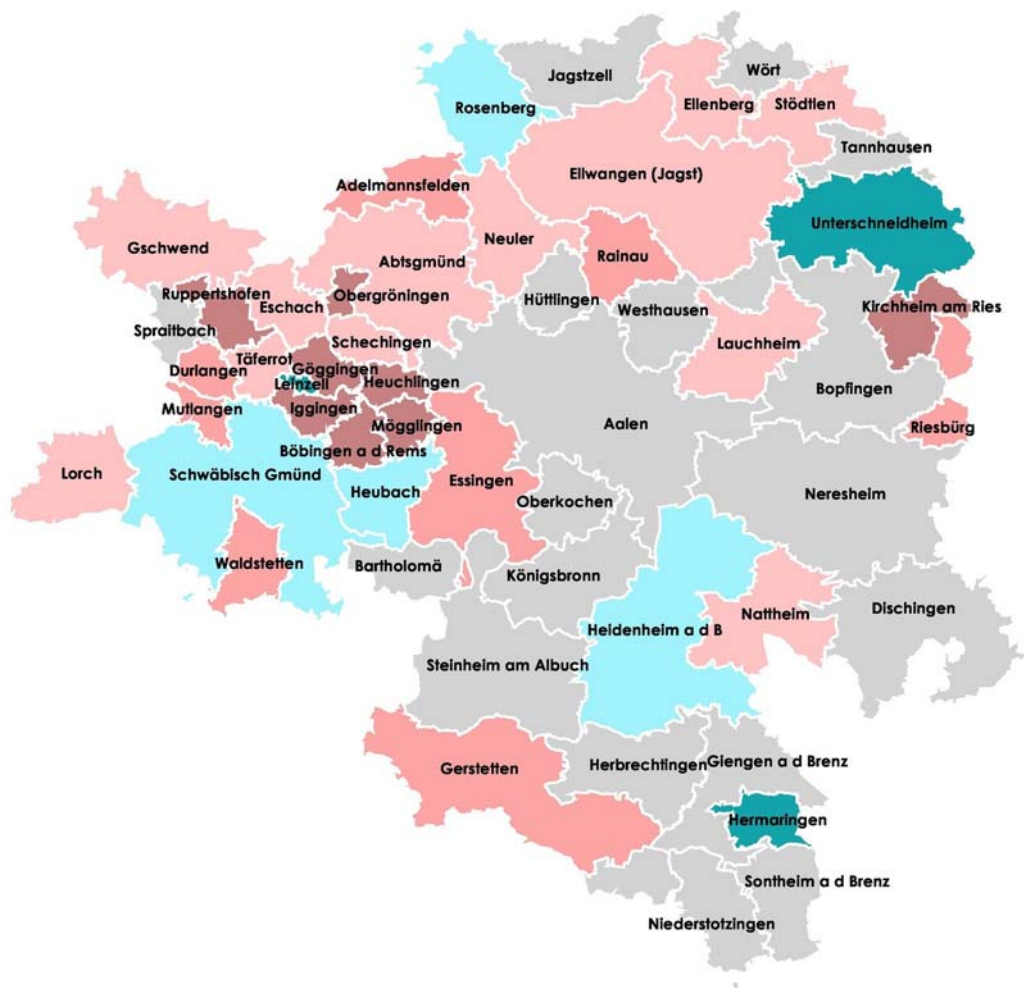 Jagstzell
Wört
Rosenberg
Ellenberg
Stödtlen
Tannhausen
Ellwangen (Jagst)
Adelmannsfelden
Unterschneidheim
Gschwend
Neuler
Abtsgmünd
Rainau
Ruppertshofen
Obergröningen
Hüttlingen
Eschach
Westhausen
Kirchheim am Ries
Spraitbach
Schechingen
Lauchheim
Täferrot
Göggingen
Durlangen
Leinzell
Heuchlingen
Bopfingen
Mutlangen
Iggingen
Mögglingen
Aalen
Riesbürg
Böbingen a d Rems
Lorch
Schwäbisch Gmünd
Heubach
Essingen
Oberkochen
Neresheim
Waldstetten
Bartholomä
Königsbronn
Nattheim
Dischingen
Heidenheim a d B
Steinheim am Albuch
Gerstetten
Herbrechtingen
Giengen a d Brenz
Hermaringen
Sontheim a d Brenz
Niederstotzingen